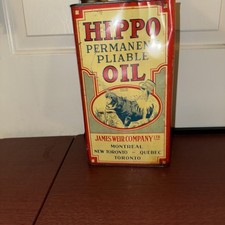 HIPPO
PERMANENT
PLIABLE
OIL
JAMES WEIR COMPANY LTD
MONTREAL
NEW TORONTO - QUEBEC
TORONTO